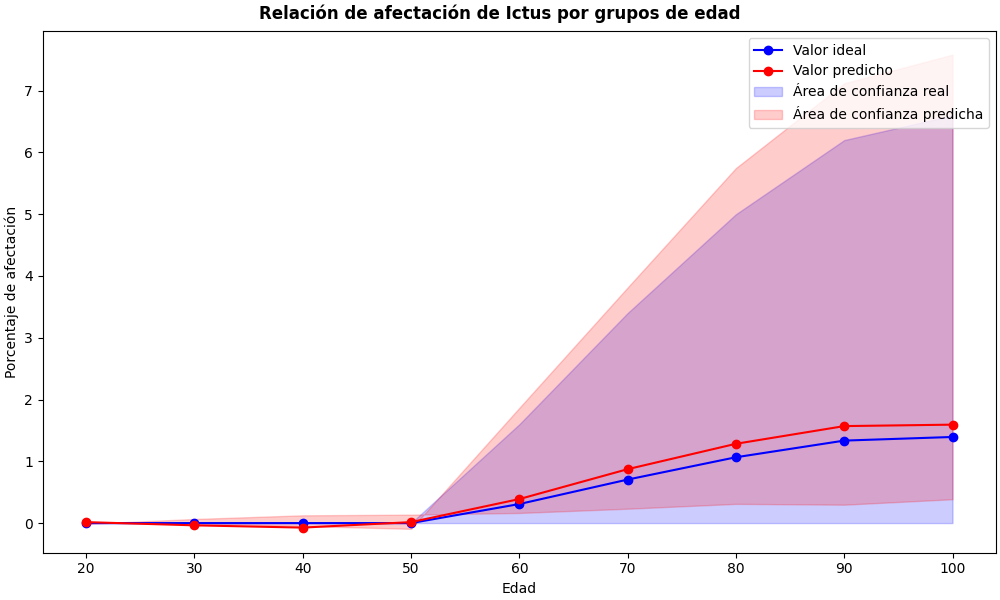 Relación de afectación de Ictus por grupos de edad
Valor ideal
Valor predicho
Área de confianza real
Área de confianza predicha
Porcentaje de afectación
7
6
5
4
3
2
1
0
20 30 40 50 60 70 80 90 100
Edad